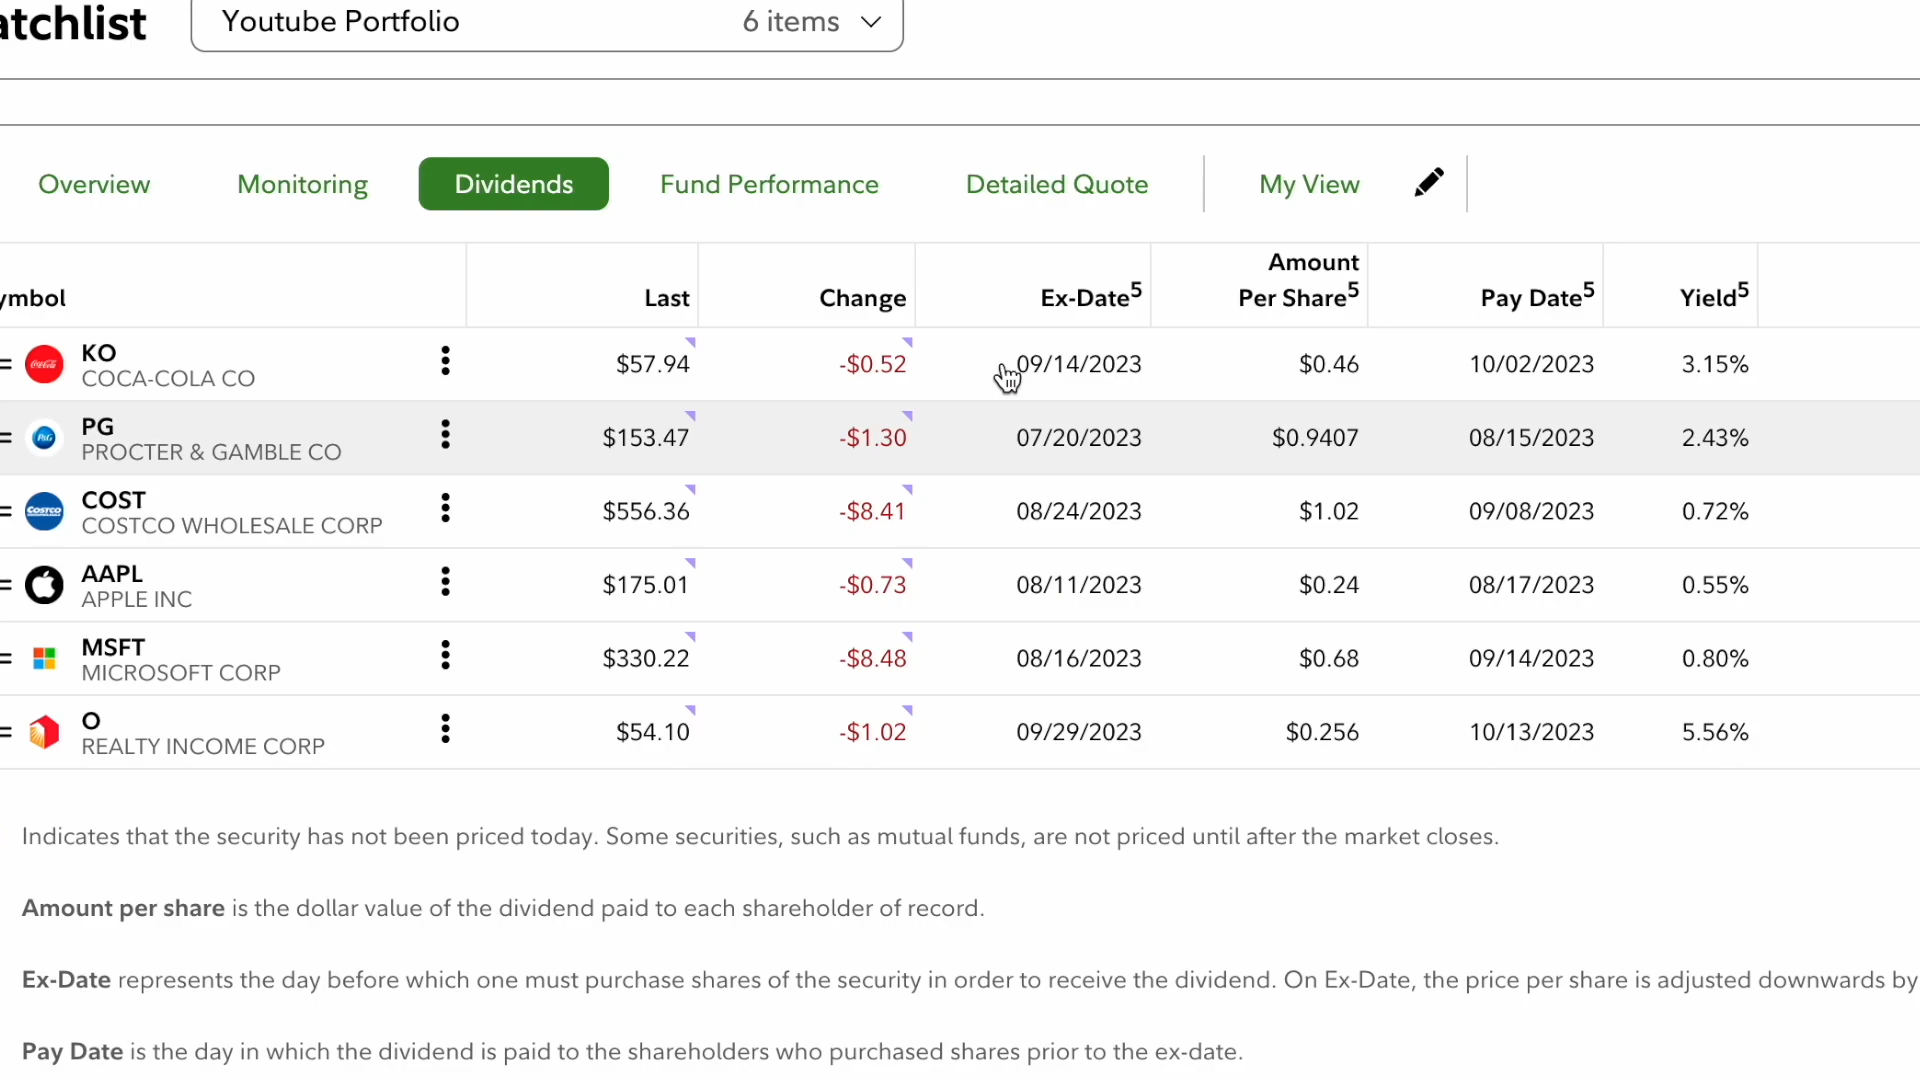 atchlist
Youtube Portfolio 6 items
Overview Monitoring Dividends Fund Performance Detailed Quote My View
ymbol Last Change Ex-Date5 Amount Per Share5 Pay Date5 Yield5
KO $57.94 -$0.52 09/14/2023 $0.46 10/02/2023 3.15%
COCA-COLA CO
PG $153.47 -$1.30 07/20/2023 $0.9407 08/15/2023 2.43%
PROCTER & GAMBLE CO
COST $556.36 -$8.41 08/24/2023 $1.02 09/08/2023 0.72%
COSTCO WHOLESALE CORP
AAPL $175.01 -$0.73 08/11/2023 $0.24 08/17/2023 0.55%
APPLE INC
MSFT $330.22 -$8.48 08/16/2023 $0.68 09/14/2023 0.80%
MICROSOFT CORP
O $54.10 -$1.02 09/29/2023 $0.256 10/13/2023 5.56%
REALTY INCOME CORP
Indicates that the security has not been priced today. Some securities, such as mutual funds, are not priced until after the market closes.
Amount per share is the dollar value of the dividend paid to each shareholder of record.
Ex-Date represents the day before which one must purchase shares of the security in order to receive the dividend. On Ex-Date, the price per share is adjusted downwards by
Pay Date is the day in which the dividend is paid to the shareholders who purchased shares prior to the ex-date.